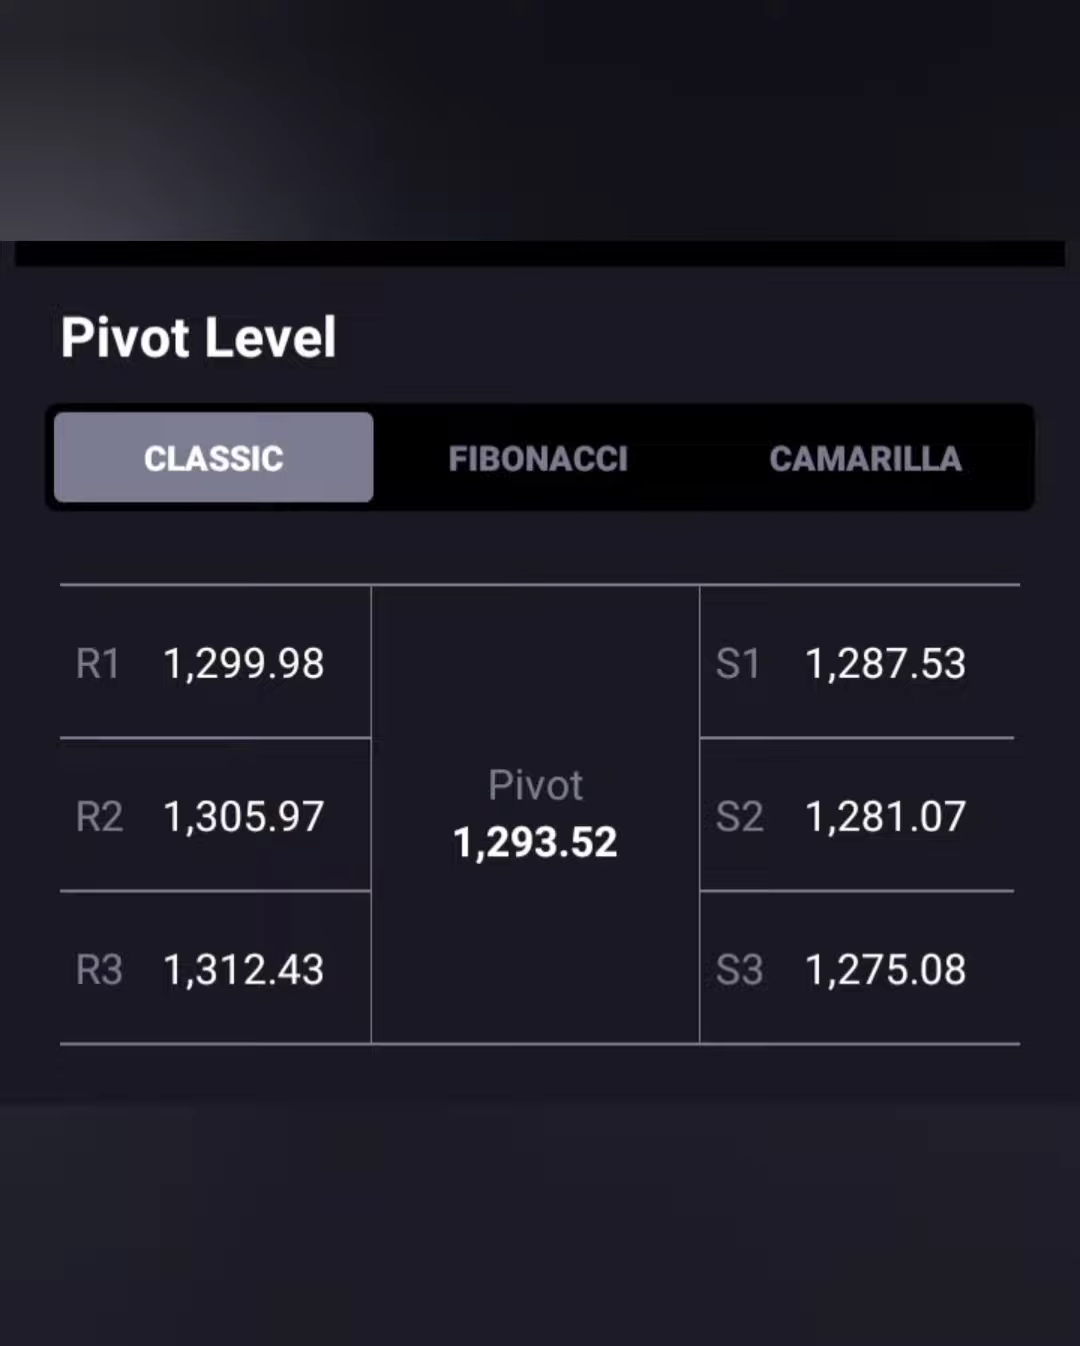 Pivot Level
CLASSIC FIBONACCI CAMARILLA
R1 1,299.98 S1 1,287.53
Pivot
R2 1,305.97 1,293.52 S2 1,281.07
R3 1,312.43 S3 1,275.08